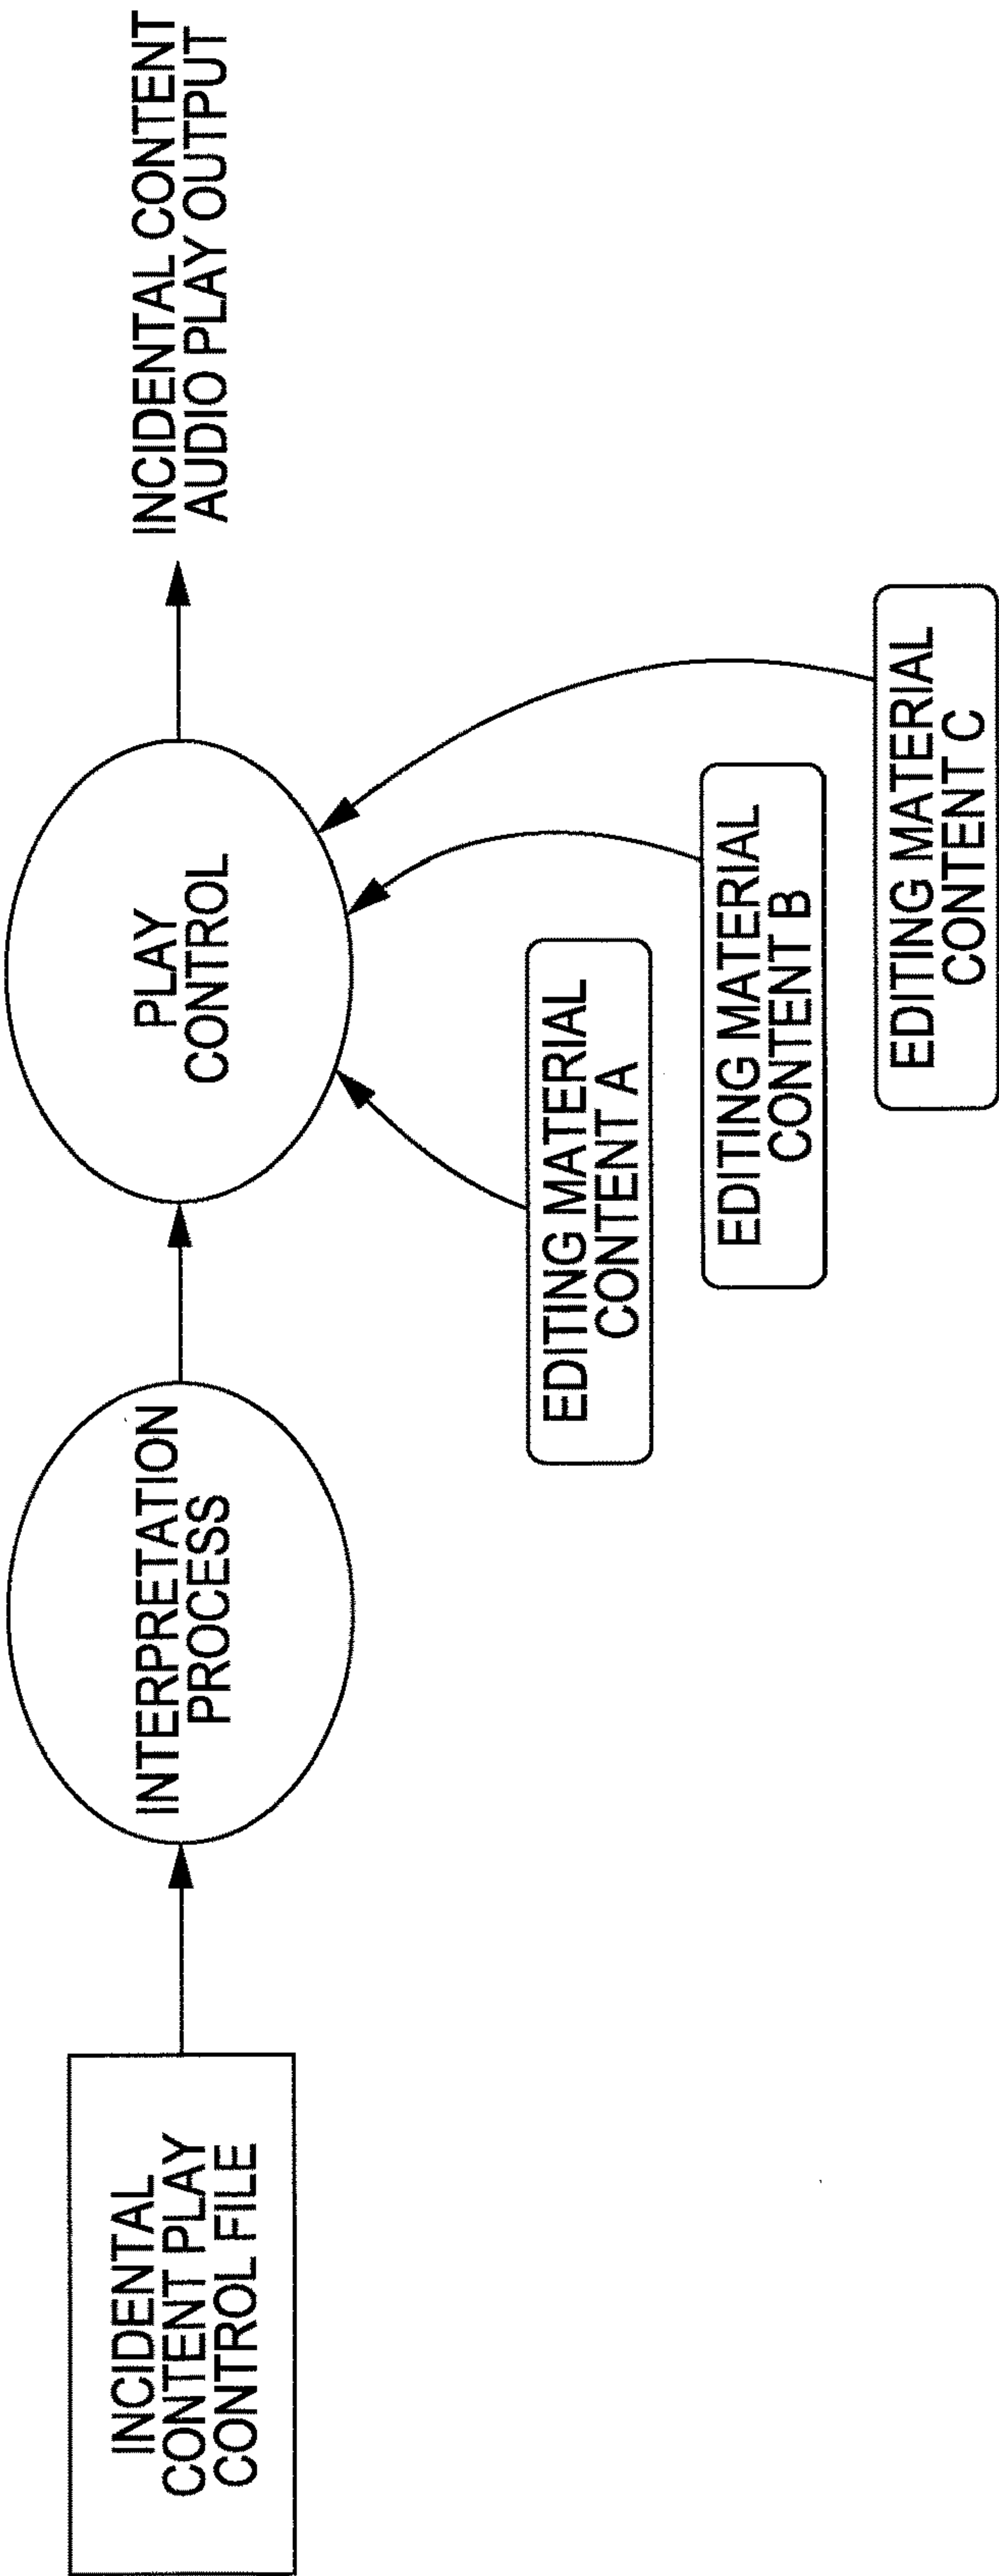 INCIDENTAL
CONTENT PLAY
CONTROL FILE
INTERPRETATION
PROCESS
PLAY
CONTROL
INCIDENTAL CONTENT
AUDIO PLAY OUTPUT
EDITING MATERIAL
CONTENT A
EDITING MATERIAL
CONTENT B
EDITING MATERIAL
CONTENT C